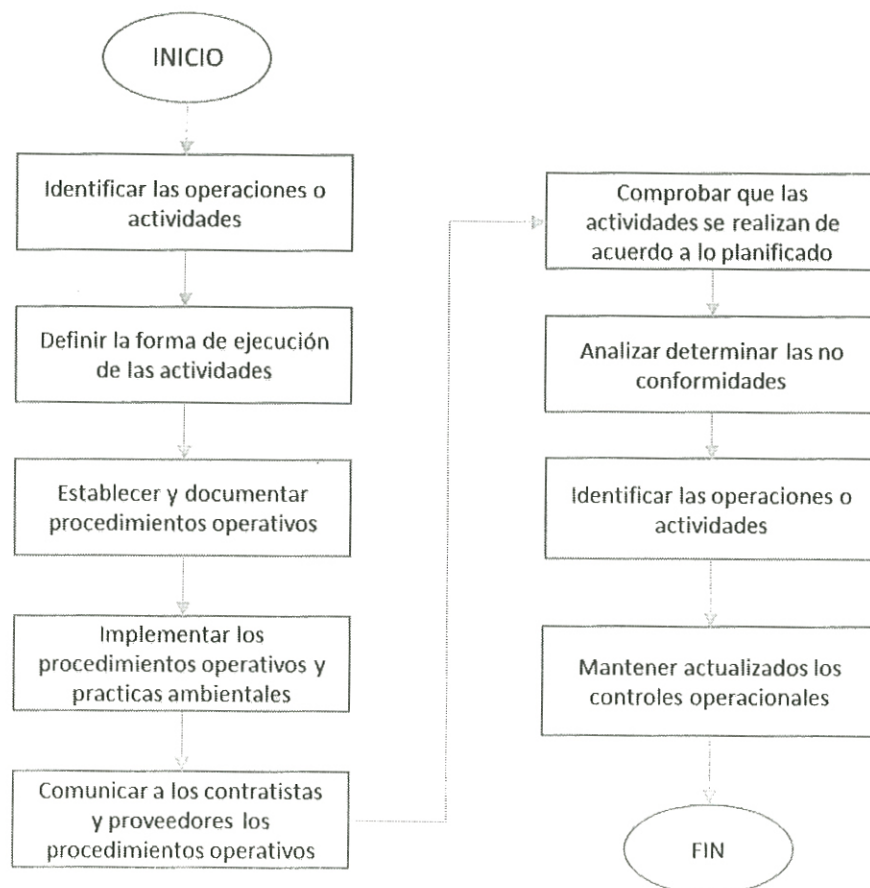 INICIO
Identificar las operaciones o
actividades
Definir la forma de ejecución
de las actividades
Establecer y documentar
procedimientos operativos
Implementar los
procedimientos operativos y
practicas ambientales
Comunicar a los contratistas
y proveedores los
procedimientos operativos
Comprobar que las
actividades se realizan de
acuerdo a lo planificado
Analizar determinar las no
conformidades
Identificar las operaciones o
actividades
Mantener actualizados los
controles operacionales
FIN